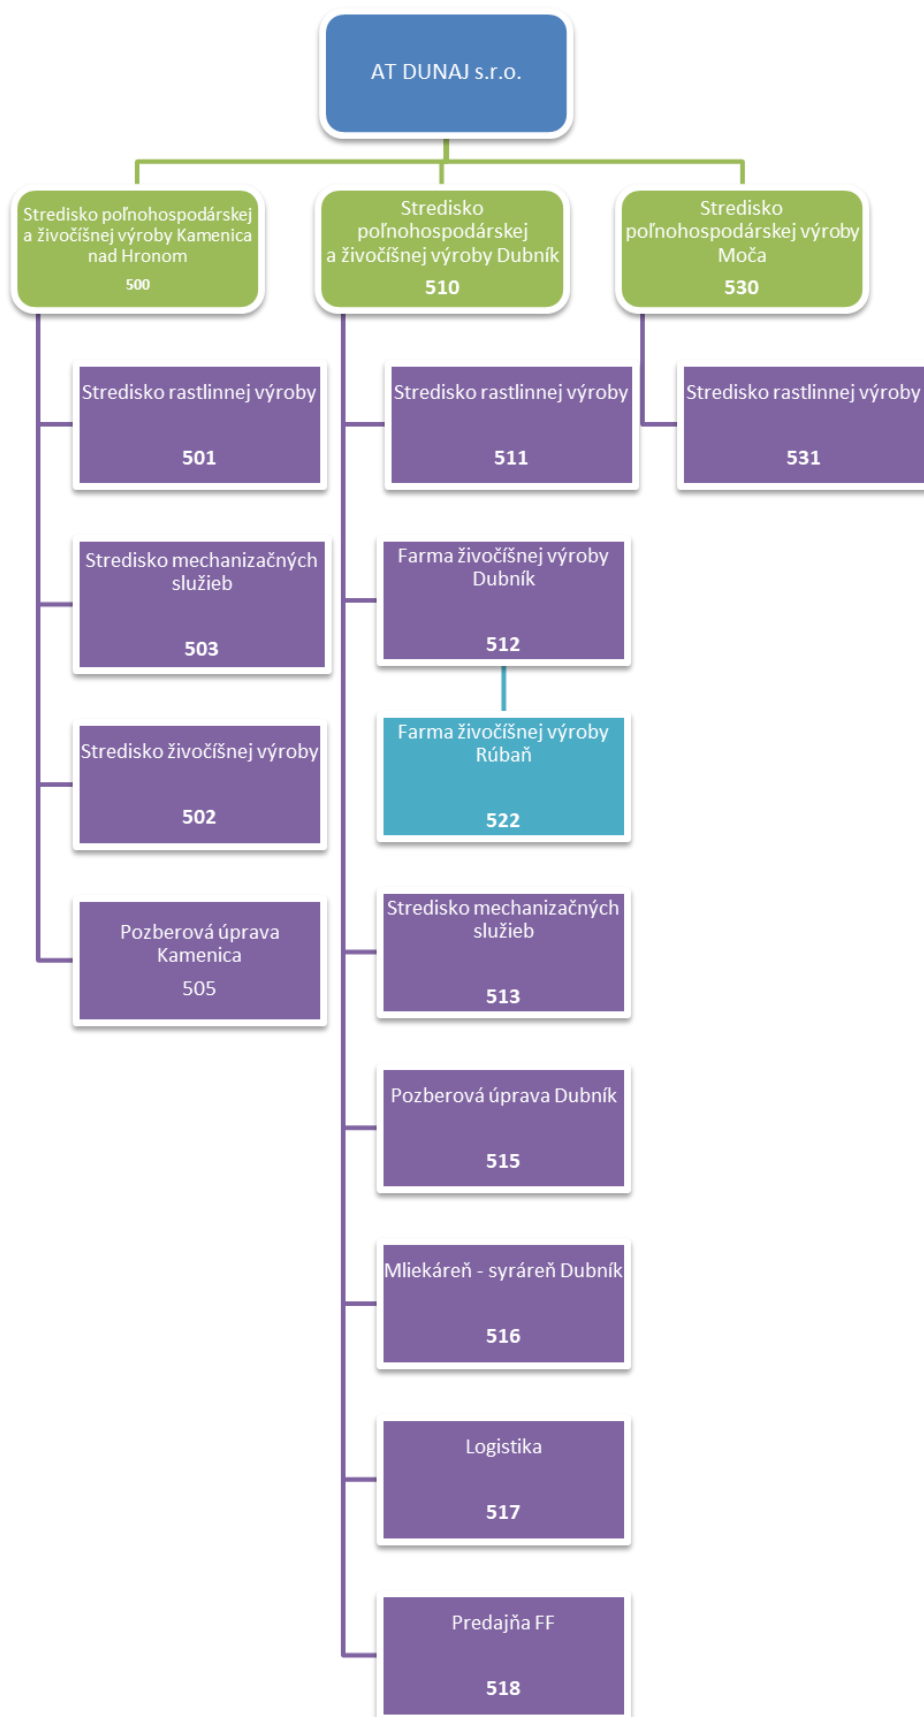 AT DUNAJ s.r.o.
Stredisko poľnohospodárskej
a živočíšnej výroby Kamenica
nad Hronom
500
Stredisko rastlinnej výroby
501
Stredisko mechanizačných
služieb
503
Stredisko živočíšnej výroby
502
Pozberová úprava
Kamenica
505
Stredisko
poľnohospodárskej
a živočíšnej výroby Dubník
510
Stredisko rastlinnej výroby
511
Farma živočíšnej výroby
Dubník
512
Farma živočíšnej výroby
Rúbaň
522
Stredisko mechanizačných
služieb
513
Pozberová úprava Dubník
515
Mliekáreň - syráreň Dubník
516
Logistika
517
Predajňa FF
518
Stredisko
poľnohospodárskej výroby
Moča
530
Stredisko rastlinnej výroby
531